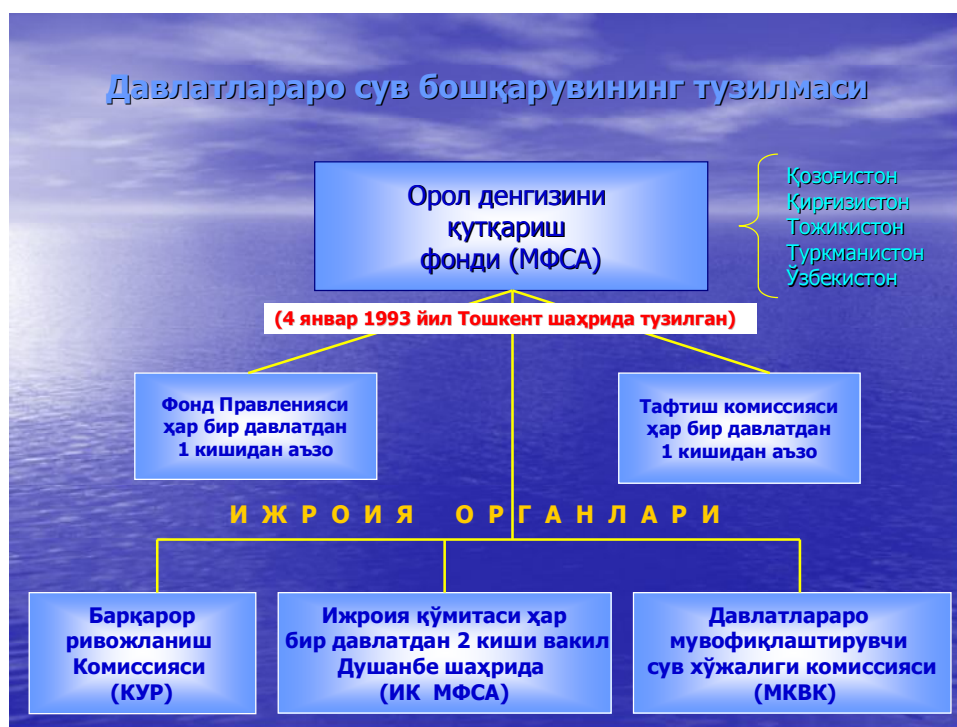 Давлатлараро сув бошқарувининг тузилмаси
Орол денгизини
қутқариш
фонди (МФСА)
Қозоғистон
Қирғизистон
Тожикистон
Туркманистон
Ўзбекистон
(4 январ 1993 йил Тошкент шаҳрида тузилган)
Фонд Правленияси
ҳар бир давлатдан
1 кишидан аъзо
Тафтиш комиссияси
ҳар бир давлатдан
1 кишидан аъзо
ИЖРОИЯ ОРГАНЛАРИ
Барқарор
ривожланиш
Комиссияси
(КУР)
Ижроия қўмитаси ҳар
бир давлатдан 2 киши вакил
Душанбе шаҳрида
(ИК МФСА)
Давлатлараро
мувофиқлаштирувчи
сув хўжалиги комиссияси
(МКВК)